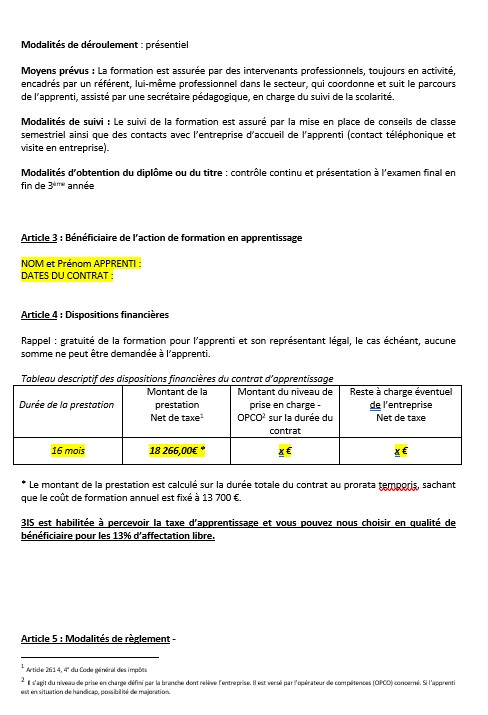 Modalités de déroulement : présentiel
Moyens prévus : La formation est assurée par des intervenants professionnels, toujours en activité,
encadrés par un référent, lui-même professionnel dans le secteur, qui coordonne et suit le parcours
de l'apprenti, assisté par une secrétaire pédagogique, en charge du suivi de la scolarité.
Modalités de suivi : Le suivi de la formation est assuré par la mise en place de conseils de classe
semestriel ainsi que des contacts avec l'entreprise d'accueil de l'apprenti (contact téléphonique et
visite en entreprise).
Modalités d'obtention du diplôme ou du titre : contrôle continu et présentation à l'examen final en
fin de 3ème année
Article 3 : Bénéficiaire de l'action de formation en apprentissage
NOM et Prénom APPRENTI :
DATES DU CONTRAT :
Article 4 : Dispositions financières
Rappel : gratuité de la formation pour l'apprenti et son représentant légal, le cas échéant, aucune
somme ne peut être demandée à l'apprenti.
Tableau descriptif des dispositions financières du contrat d'apprentissage
Durée de la prestation
Montant de la
prestation
Net de taxe1
Montant du niveau de
prise en charge -
OPCO2 sur la durée du
contrat
Reste à charge éventuel
de l'entreprise
Net de taxe
16 mois
18 266,00€ *
x €
x €
* Le montant de la prestation est calculé sur la durée totale du contrat au prorata temporis, sachant
que le coût de formation annuel est fixé à 13 700 €.
3IS est habilitée à percevoir la taxe d'apprentissage et vous pouvez nous choisir en qualité de
bénéficiaire pour les 13% d'affectation libre.
Article 5 : Modalités de règlement -
1 Article 261 4, 4° du Code général des impôts
2 Il s'agit du niveau de prise en charge défini par la branche dont relève l'entreprise. Il est versé par l'opérateur de compétences (OPCO) concerné. Si l'apprenti
est en situation de handicap, possibilité de majoration.